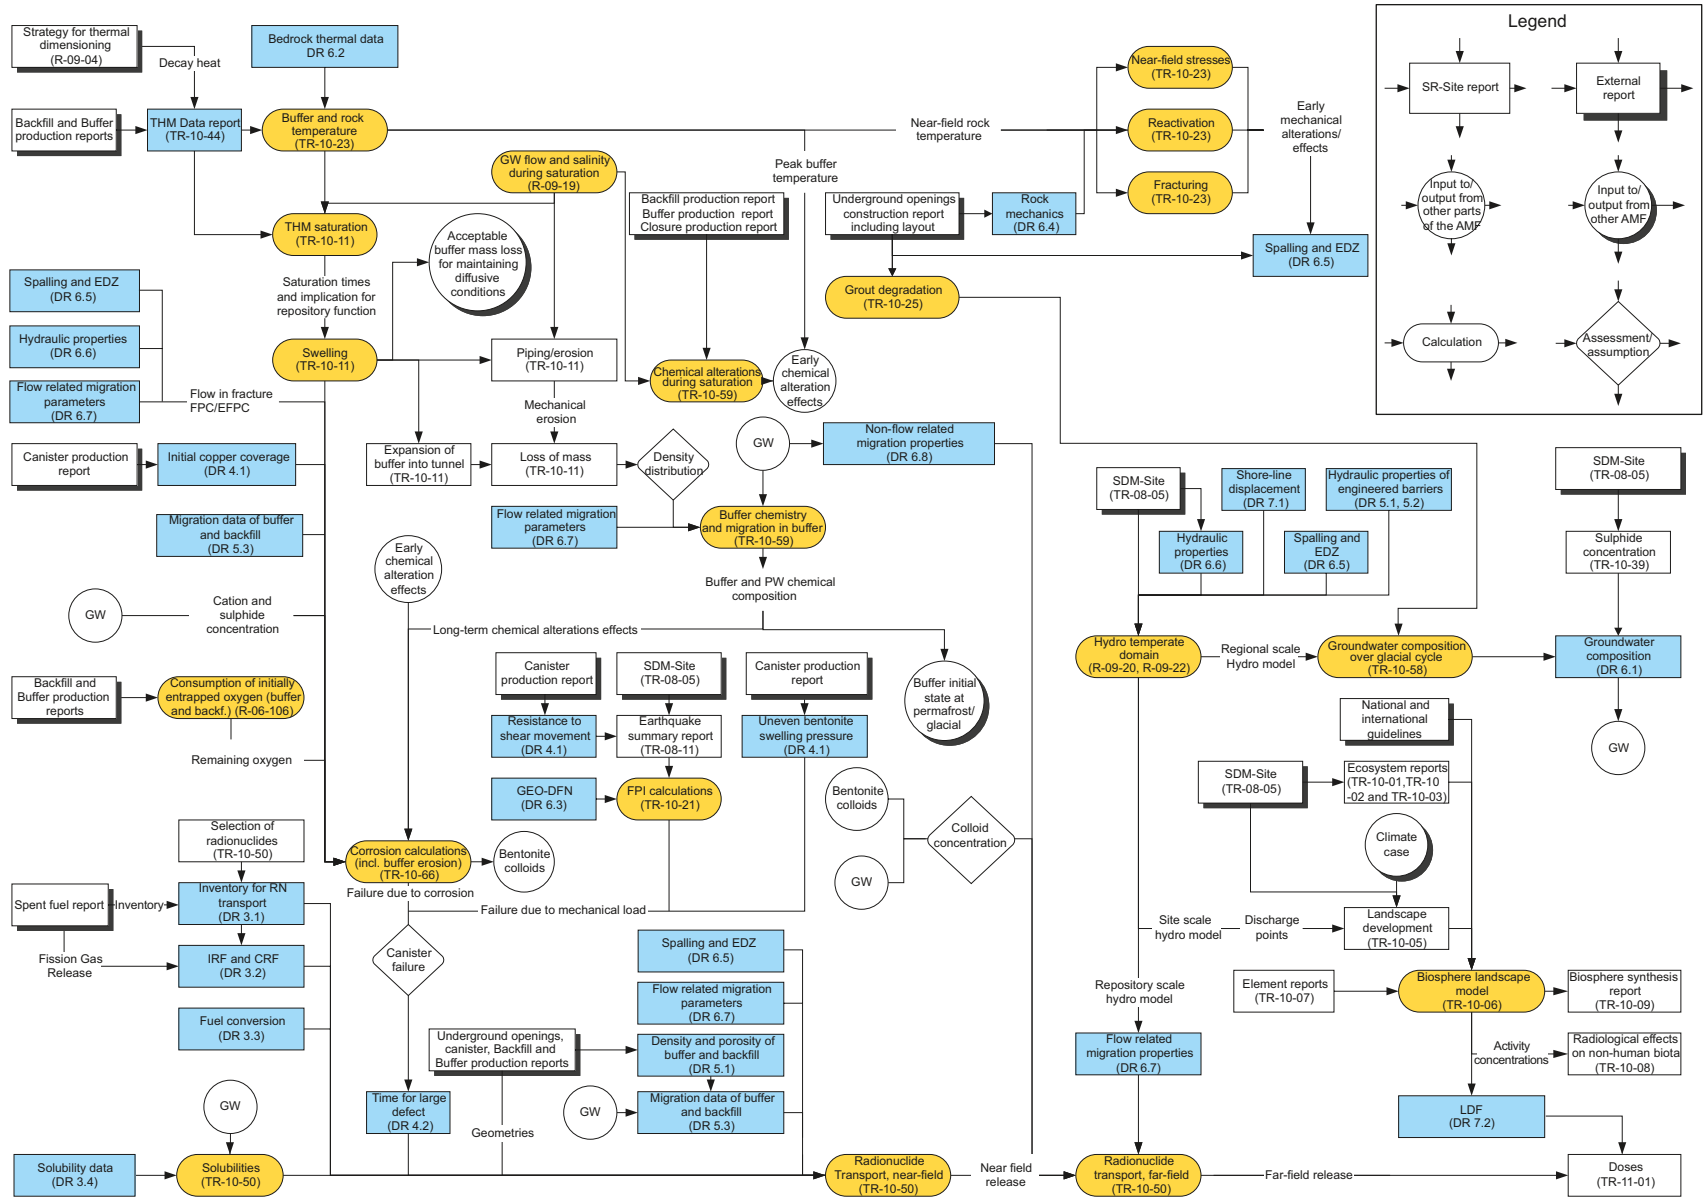 Strategy for thermal
dimensioning
(R-09-04)
Decay heat
Bedrock thermal data
DR 6.2
Backfill and Buffer
production reports
THM Data report
(TR-10-44)
Buffer and rock
temperature
(TR-10-23)
Near-field rock
temperature
Near-field stresses
(TR-10-23)
Reactivation
(TR-10-23)
Fracturing
(TR-10-23)
Early
mechanical
alterations/
effects
Peak buffer
temperature
GW flow and salinity
during saturation
(R-09-19)
Backfill production report
Buffer production report
Closure production report
Underground openings
construction report
including layout
Rock
mechanics
(DR 6.4)
Spalling and EDZ
(DR 6.5)
THM saturation
(TR-10-11)
Acceptable
buffer mass loss
for maintaining
diffusive
conditions
Grout degradation
(TR-10-25)
Saturation times
and implication for
repository function
Spalling and EDZ
(DR 6.5)
Hydraulic properties
(DR 6.6)
Flow related migration
parameters
(DR 6.7)
Flow in fracture
FPC/EFPC
Swelling
(TR-10-11)
Piping/erosion
(TR-10-11)
Chemical alterations
during saturation
(TR-10-59)
Early
chemical
alteration
effects
Mechanical
erosion
Canister production
report
Initial copper coverage
(DR 4.1)
Expansion of
buffer into tunnel
(TR-10-11)
Loss of mass
(TR-10-11)
Density
distribution
GW
Non-flow related
migration properties
(DR 6.8)
Migration data of buffer
and backfill
(DR 5.3)
Flow related migration
parameters
(DR 6.7)
Buffer chemistry
and migration in buffer
(TR-10-59)
Early
chemical
alteration
effects
Buffer and PW chemical
composition
GW
Cation and
sulphide
concentration
Long-term chemical alterations effects
Buffer initial
state at
permafrost/
glacial
Backfill and
Buffer production
reports
Consumption of initially
entrapped oxygen (buffer
and backf.) (R-06-106)
Remaining oxygen
Canister
production report
SDM-Site
(TR-08-05)
Canister production
report
Resistance to
shear movement
(DR 4.1)
Earthquake
summary report
(TR-08-11)
Uneven bentonite
swelling pressure
(DR 4.1)
GEO-DFN
(DR 6.3)
FPI calculations
(TR-10-21)
Bentonite
colloids
GW
Colloid
concentration
Selection of
radionuclides
(TR-10-50)
Corrosion calculations
(incl. buffer erosion)
(TR-10-66)
Bentonite
colloids
Failure due to corrosion
Failure due to mechanical load
Spent fuel report
Inventory
Inventory for RN
transport
(DR 3.1)
Fission Gas
Release
IRF and CRF
(DR 3.2)
Canister
failure
Fuel conversion
(DR 3.3)
Spalling and EDZ
(DR 6.5)
Flow related migration
parameters
(DR 6.7)
Underground openings,
canister, Backfill and
Buffer production reports
Density and porosity of
buffer and backfill
(DR 5.1)
GW
Time for large
defect
(DR 4.2)
Geometries
GW
Migration data of buffer
and backfill
(DR 5.3)
Solubility data
(DR 3.4)
Solubilities
(TR-10-50)
Radionuclide
Transport, near-field
(TR-10-50)
Near field
release
Radionuclide
transport, far-field
(TR-10-50)
Far-field release
Doses
(TR-11-01)
SDM-Site
(TR-08-05)
Shore-line
displacement
(DR 7.1)
Hydraulic properties of
engineered barriers
(DR 5.1, 5.2)
Hydraulic
properties
(DR 6.6)
Spalling and
EDZ
(DR 6.5)
SDM-Site
(TR-08-05)
Sulphide
concentration
(TR-10-39)
Hydro temperate
domain
(R-09-20, R-09-22)
Regional scale
Hydro model
Groundwater composition
over glacial cycle
(TR-10-58)
Groundwater
composition
(DR 6.1)
GW
National and
international
guidelines
SDM-Site
(TR-08-05)
Ecosystem reports
(TR-10-01,TR-10
-02 and TR-10-03)
Climate
case
Site scale
hydro model
Discharge
points
Landscape
development
(TR-10-05)
Repository scale
hydro model
Element reports
(TR-10-07)
Biosphere landscape
model
(TR-10-06)
Biosphere synthesis
report
(TR-10-09)
Flow related
migration properties
(DR 6.7)
Activity
concentrations
Radiological effects
on non-human biota
(TR-10-08)
LDF
(DR 7.2)
Legend
SR-Site report
External
report
Input to/
output from
other parts
of the AMF
Input to/
output from
other AMF
Calculation
Assessment/
assumption